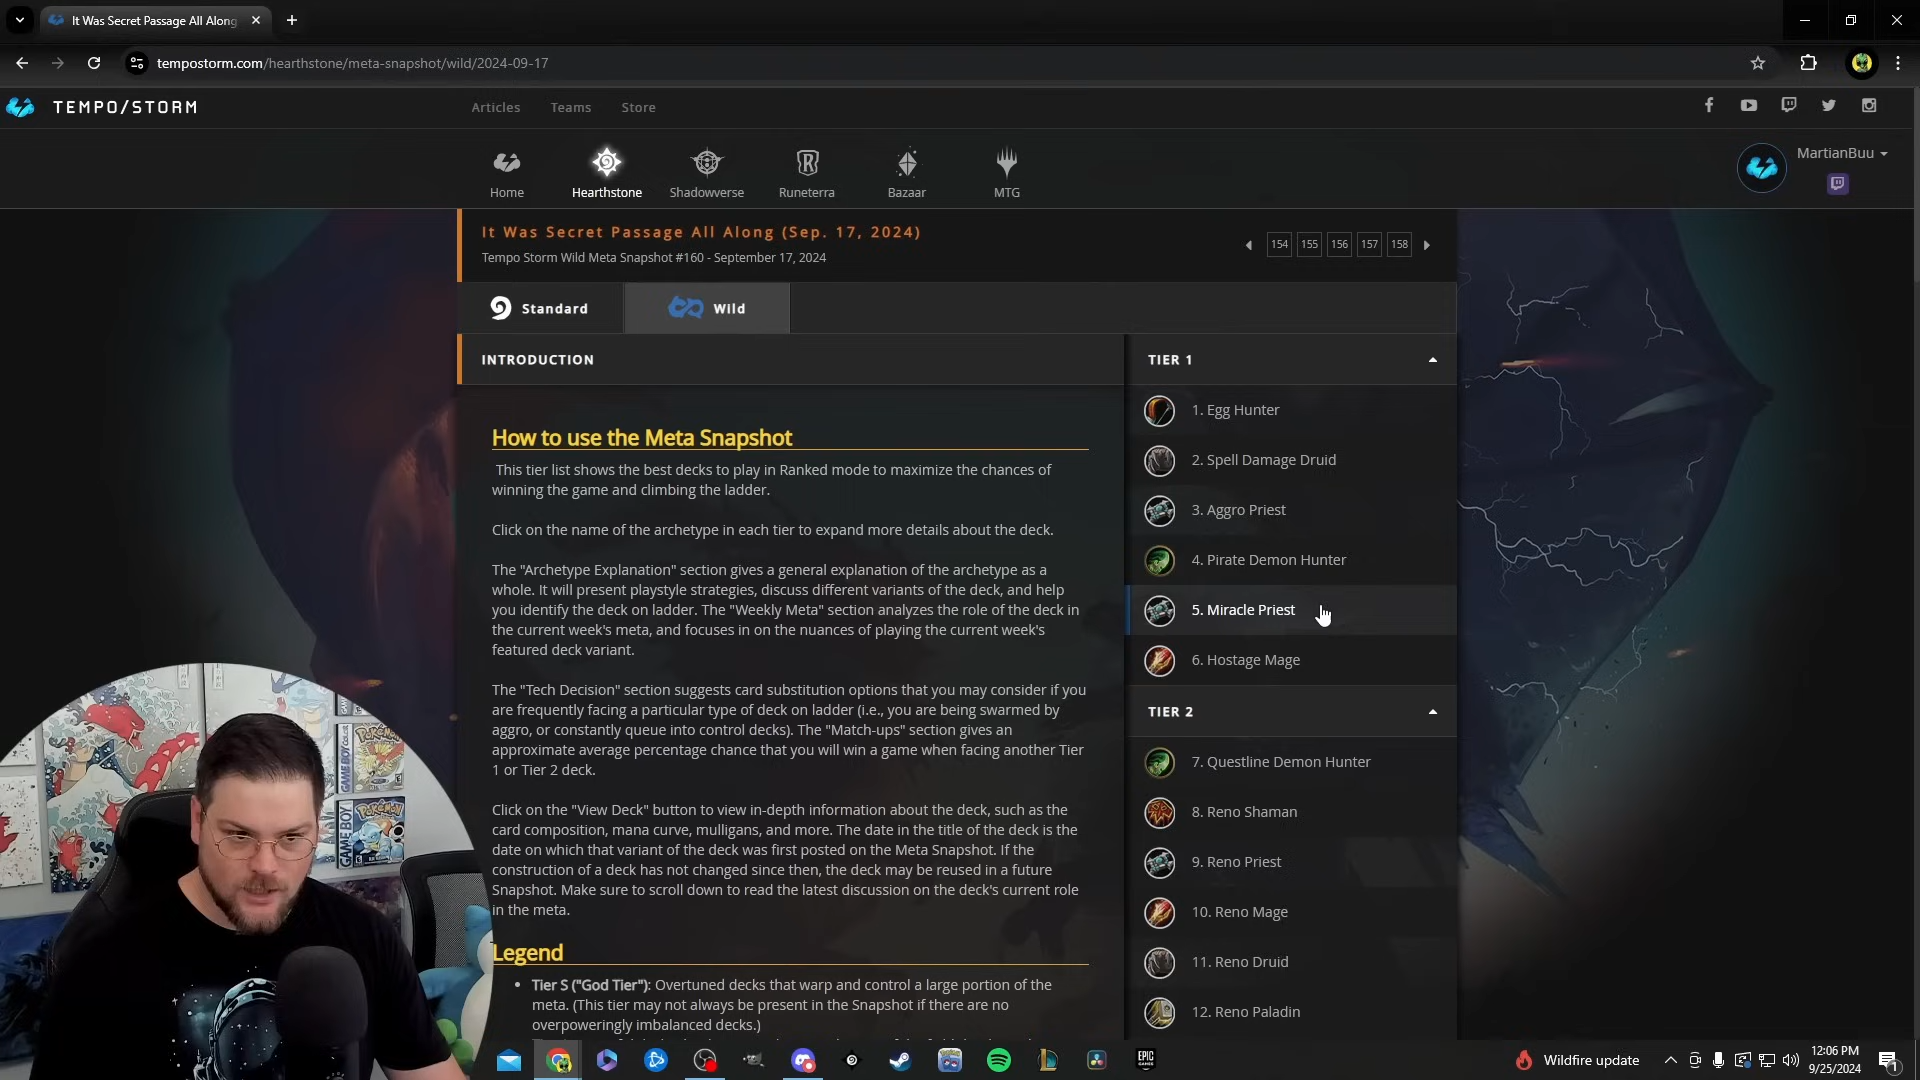 It Was Secret Passage All Along
tempostorm.com/hearthstone/meta-snapshot/wild/2024-09-17
TEMPO/STORM
Articles
Teams
Store
Home
Hearthstone
Shadowverse
Runeterra
Bazaar
MTG
MartianBuu
It Was Secret Passage All Along (Sep. 17, 2024)
Tempo Storm Wild Meta Snapshot #160 - September 17, 2024
154
155
156
157
158
Standard
Wild
INTRODUCTION
How to use the Meta Snapshot
This tier list shows the best decks to play in Ranked mode to maximize the chances of
winning the game and climbing the ladder.
Click on the name of the archetype in each tier to expand more details about the deck.
The "Archetype Explanation" section gives a general explanation of the archetype as a
whole. It will present playstyle strategies, discuss different variants of the deck, and help
you identify the deck on ladder. The "Weekly Meta" section analyzes the role of the deck in
the current week's meta, and focuses in on the nuances of playing the current week's
featured deck variant.
The "Tech Decision" section suggests card substitution options that you may consider if you
are frequently facing a particular type of deck on ladder (i.e., you are being swarmed by
aggro, or constantly queue into control decks). The "Match-ups" section gives an
approximate average percentage chance that you will win a game when facing another Tier
1 or Tier 2 deck.
Click on the "View Deck" button to view in-depth information about the deck, such as the
card composition, mana curve, mulligans, and more. The date in the title of the deck is the
date on which that variant of the deck was first posted on the Meta Snapshot. If the
construction of a deck has not changed since then, the deck may be reused in a future
Snapshot. Make sure to scroll down to read the latest discussion on the deck's current role
in the meta.
Legend
• Tier S ("God Tier"): Overtuned decks that warp and control a large portion of the
meta. (This tier may not always be present in the Snapshot if there are no
overpoweringly imbalanced decks.)
TIER 1
1. Egg Hunter
2. Spell Damage Druid
3. Aggro Priest
4. Pirate Demon Hunter
5. Miracle Priest
6. Hostage Mage
TIER 2
7. Questline Demon Hunter
8. Reno Shaman
9. Reno Priest
10. Reno Mage
11. Reno Druid
12. Reno Paladin
GAME BOY
GAME BOY
EPIC
GAMES
Wildfire update
12:06 PM
9/25/2024
1